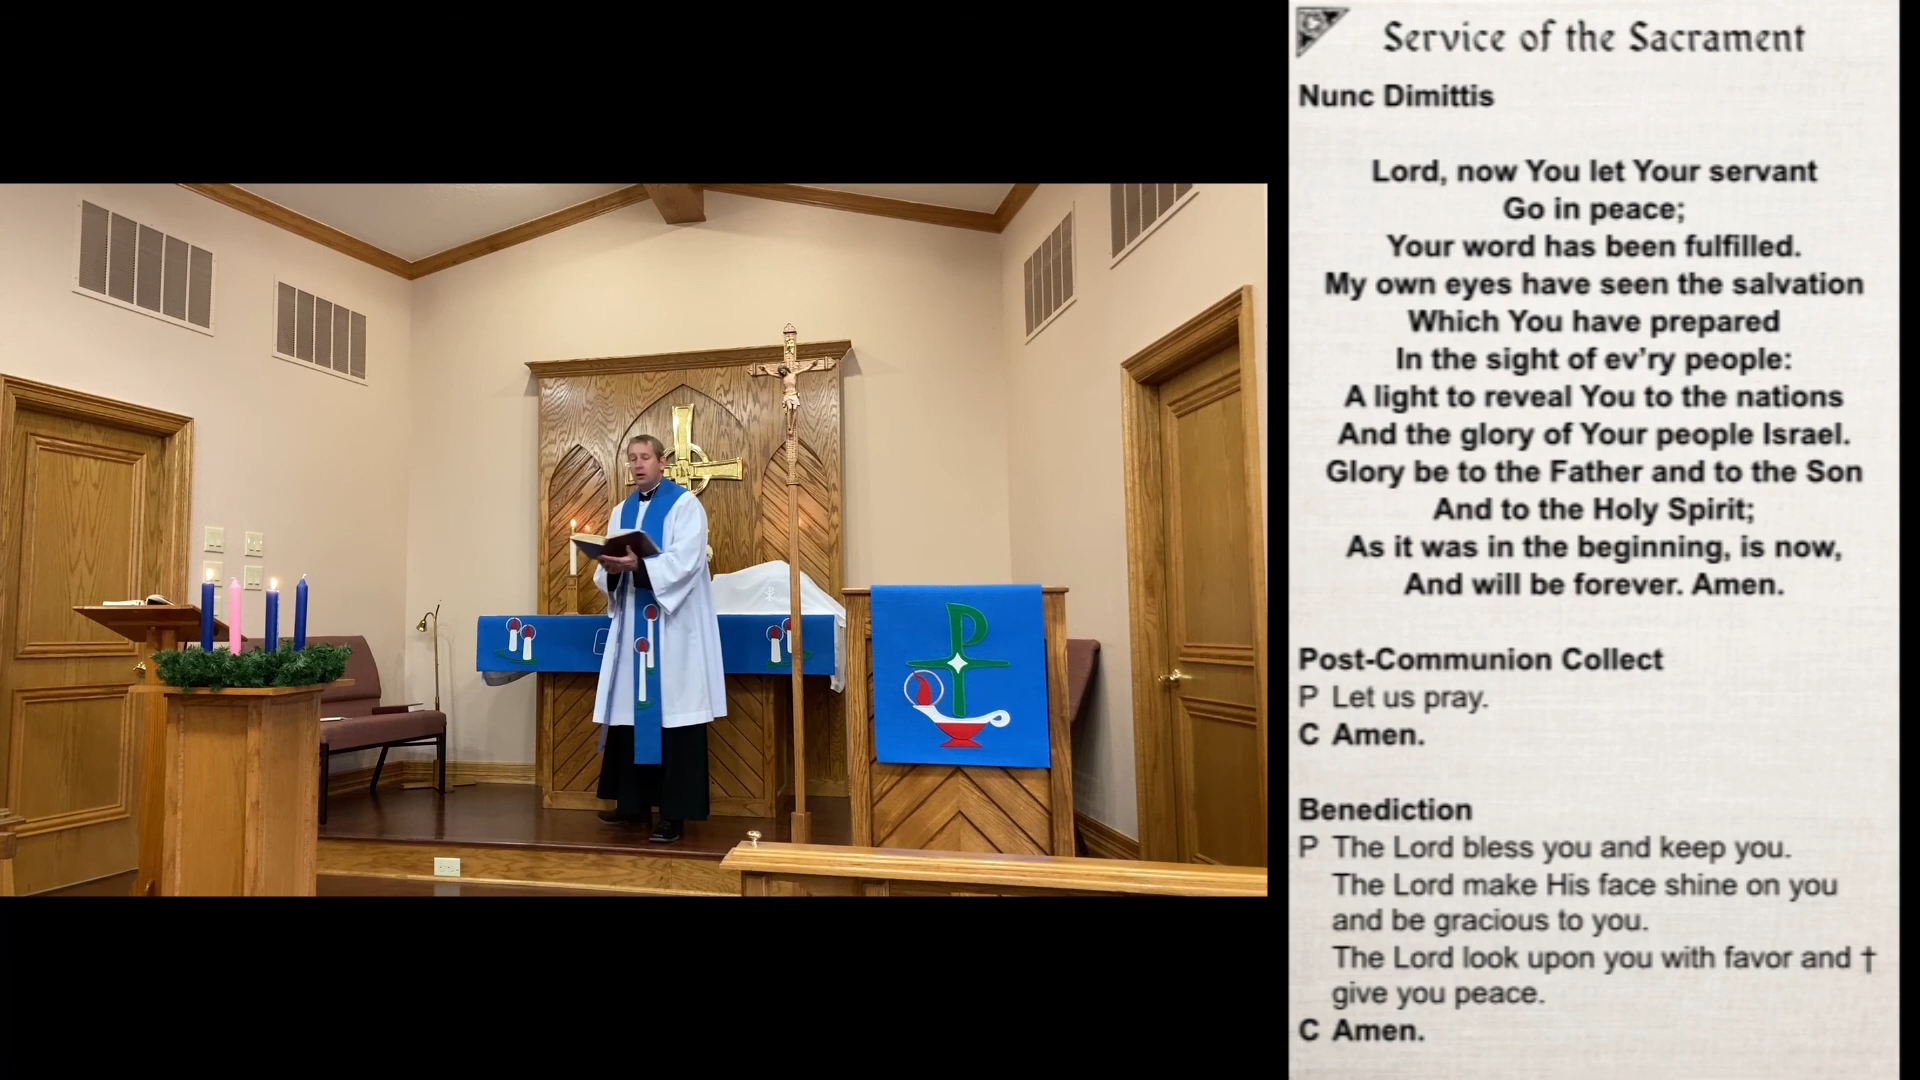 Service of the Sacrament
Nunc Dimittis
Lord, now You let Your servant
Go in peace;
Your word has been fulfilled.
My own eyes have seen the salvation
Which You have prepared
In the sight of ev’ry people:
A light to reveal You to the nations
And the glory of Your people Israel.
Glory be to the Father and to the Son
And to the Holy Spirit;
As it was in the beginning, is now,
And will be forever. Amen.
Post-Communion Collect
P Let us pray.
C Amen.
Benediction
P The Lord bless you and keep you.
The Lord make His face shine on you
and be gracious to you.
The Lord look upon you with favor and †
give you peace.
C Amen.